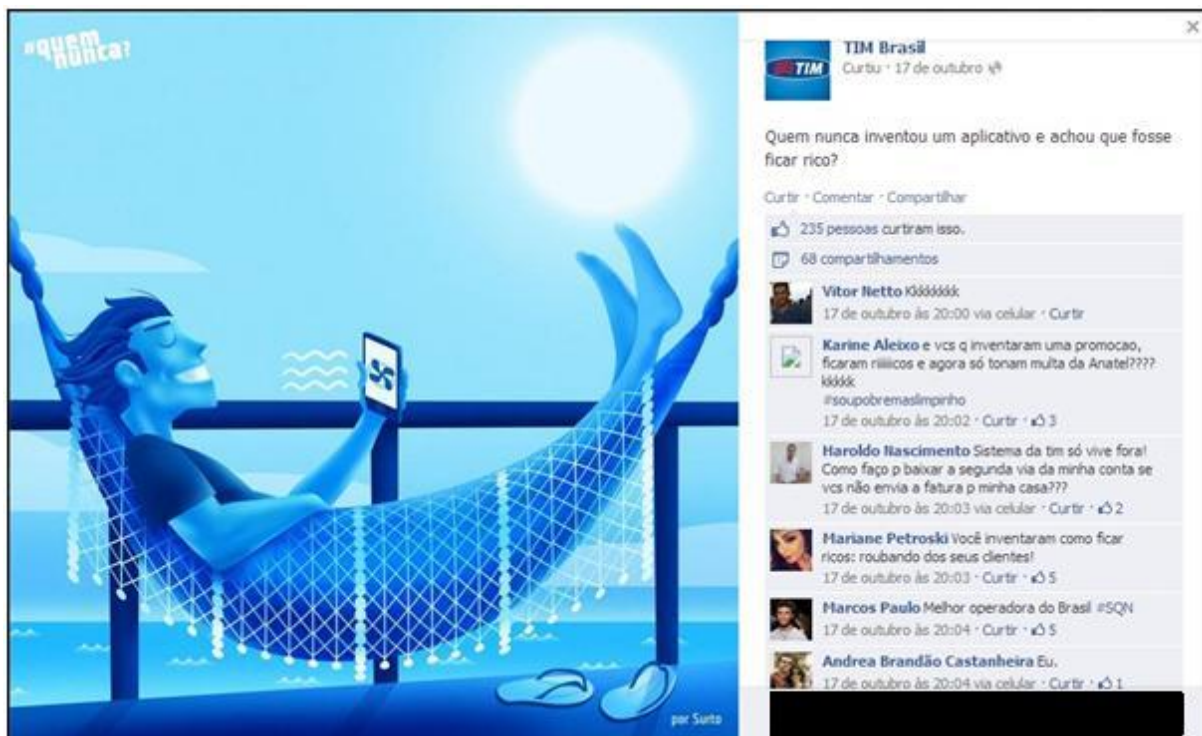 #quem
nunca?
por Surto
TIM
TIM Brasil
Curtiu · 17 de outubro
Quem nunca inventou um aplicativo e achou que fosse
ficar rico?
Curtir · Comentar · Compartilhar
235 pessoas curtiram isso.
68 compartilhamentos
Vitor Netto Kkkkkkkk
17 de outubro às 20:00 via celular · Curtir
Karine Aleixo e vcs q inventaram uma promocao,
ficaram riiiiicos e agora só tonam multa da Anatel????
kkkkk
#soupobremaslimpinho
17 de outubro às 20:02 · Curtir · 3
Haroldo Nascimento Sistema da tim só vive fora!
Como faço p baixar a segunda via da minha conta se
vcs não envia a fatura p minha casa???
17 de outubro às 20:03 via celular · Curtir · 2
Mariane Petroski Você inventaram como ficar
ricos: roubando dos seus clientes!
17 de outubro às 20:03 · Curtir · 5
Marcos Paulo Melhor operadora do Brasil #SQN
17 de outubro às 20:04 · Curtir · 5
Andrea Brandão Castanheira Eu.
17 de outubro às 20:04 via celular · Curtir · 1